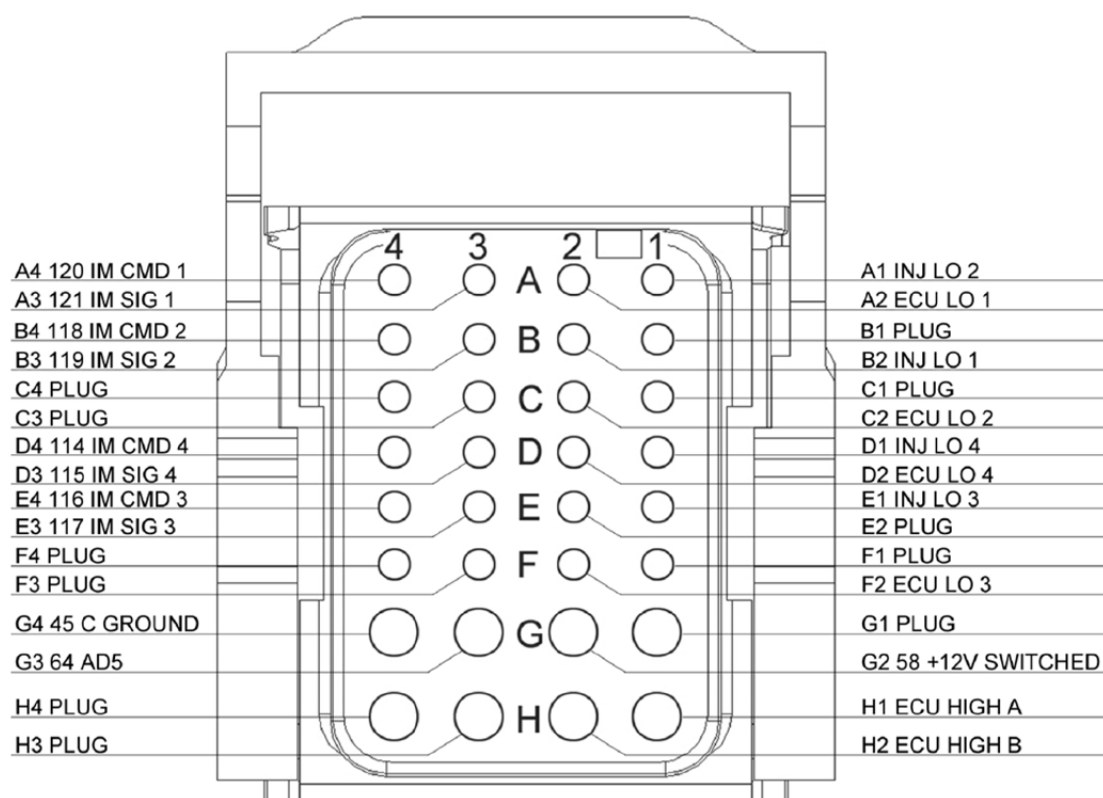 4 3 2 1
A4 120 IM CMD 1
A3 121 IM SIG 1
B4 118 IM CMD 2
B3 119 IM SIG 2
C4 PLUG
C3 PLUG
D4 114 IM CMD 4
D3 115 IM SIG 4
E4 116 IM CMD 3
E3 117 IM SIG 3
F4 PLUG
F3 PLUG
G4 45 C GROUND
G3 64 AD5
H4 PLUG
H3 PLUG
A
B
C
D
E
F
G
H
A1 INJ LO 2
A2 ECU LO 1
B1 PLUG
B2 INJ LO 1
C1 PLUG
C2 ECU LO 2
D1 INJ LO 4
D2 ECU LO 4
E1 INJ LO 3
E2 PLUG
F1 PLUG
F2 ECU LO 3
G1 PLUG
G2 58 +12V SWITCHED
H1 ECU HIGH A
H2 ECU HIGH B